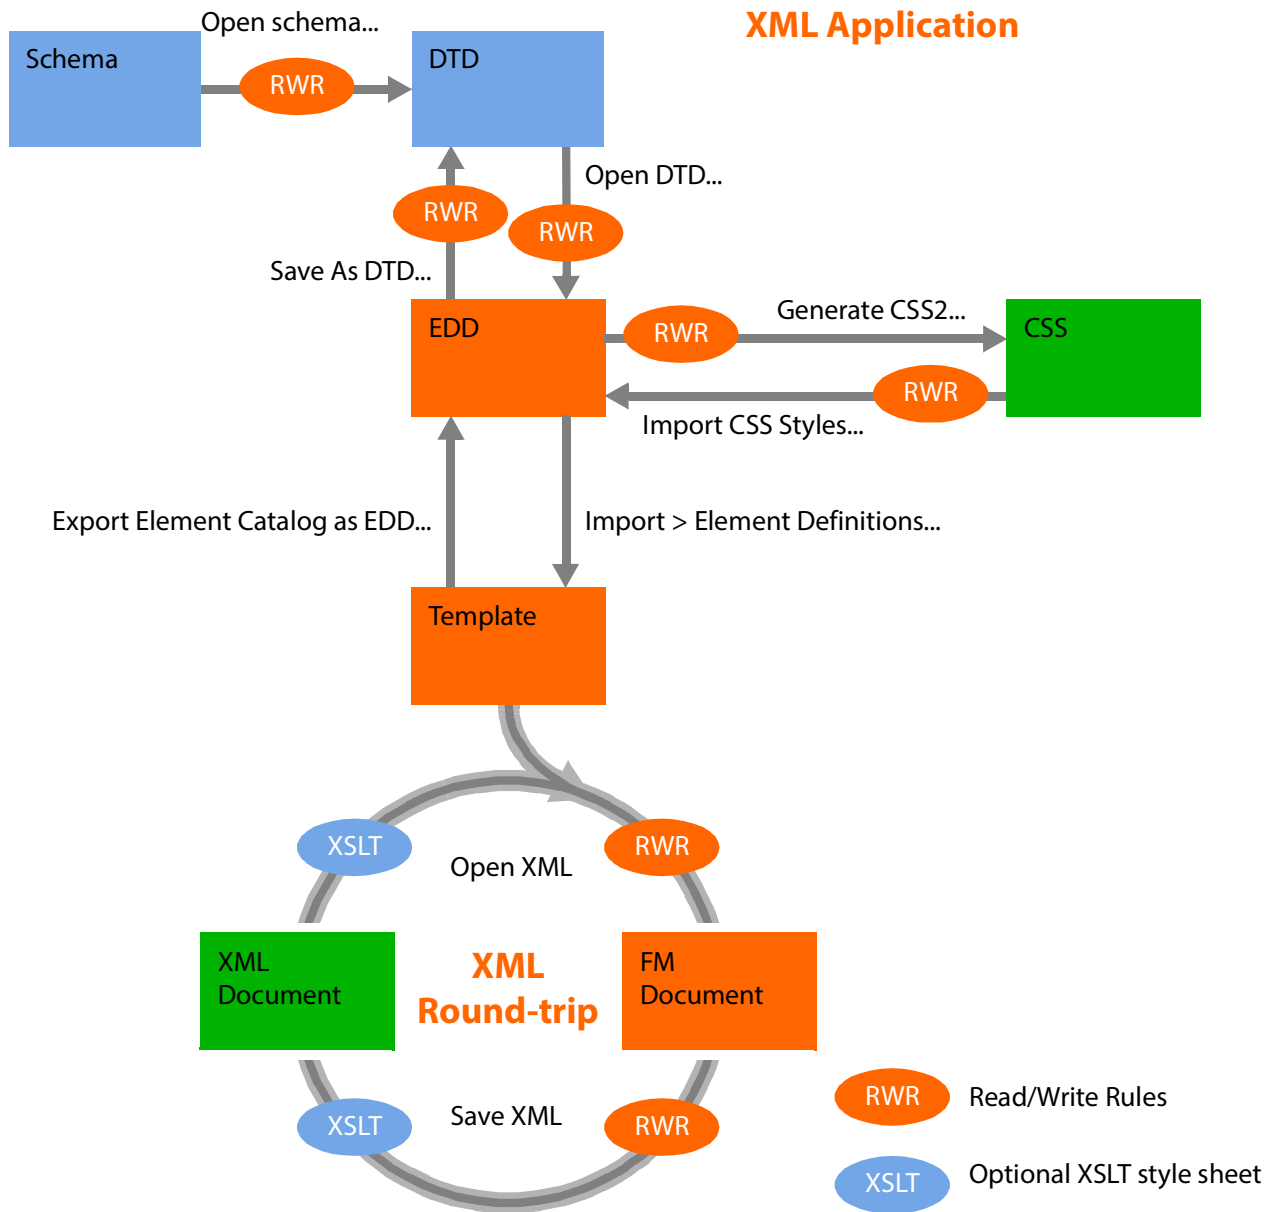 XML Application
Open schema...
Schema
RWR
DTD
Open DTD...
RWR
RWR
Save As DTD...
EDD
RWR
Generate CSS2...
CSS
RWR
Import CSS Styles...
Export Element Catalog as EDD...
Import > Element Definitions...
Template
XSLT
RWR
Open XML
XML
Document
XML
Round-trip
FM
Document
XSLT
Save XML
RWR
RWR
Read/Write Rules
XSLT
Optional XSLT style sheet